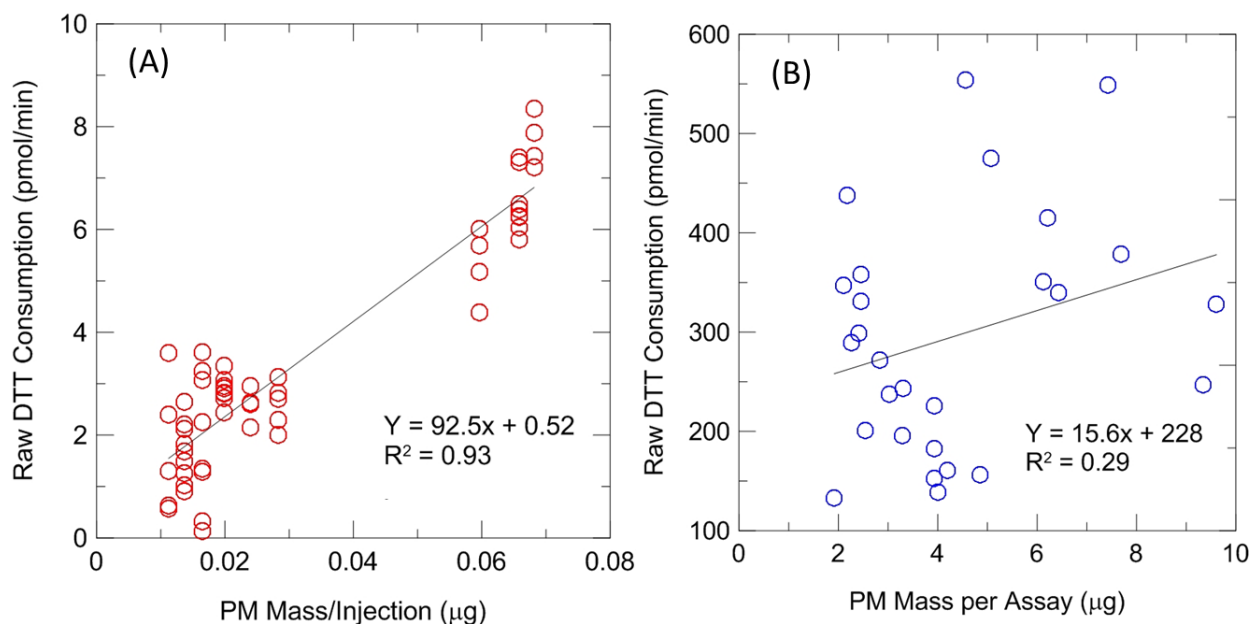 (A)
Raw DTT Consumption (pmol/min)
10
8
6
4
2
0
0
0.02
0.04
0.06
0.08
Y = 92.5x + 0.52
R² = 0.93
PM Mass/Injection (μg)
(B)
Raw DTT Consumption (pmol/min)
600
500
400
300
200
100
0
2
4
6
8
10
Y = 15.6x + 228
R² = 0.29
PM Mass per Assay (μg)